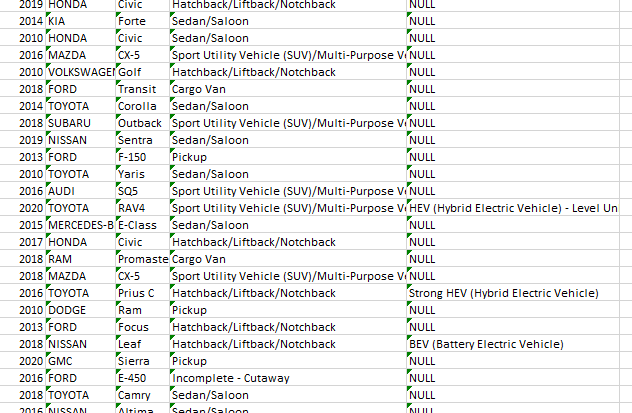 2019 HONDA Civic Hatchback/Liftback/Notchback NULL
2014 KIA Forte Sedan/Saloon NULL
2010 HONDA Civic Sedan/Saloon NULL
2016 MAZDA CX-5 Sport Utility Vehicle (SUV)/Multi-Purpose V NULL
2010 VOLKSWAGEN Golf Hatchback/Liftback/Notchback NULL
2018 FORD Transit Cargo Van NULL
2014 TOYOTA Corolla Sedan/Saloon NULL
2018 SUBARU Outback Sport Utility Vehicle (SUV)/Multi-Purpose V NULL
2019 NISSAN Sentra Sedan/Saloon NULL
2013 FORD F-150 Pickup NULL
2010 TOYOTA Yaris Sedan/Saloon NULL
2016 AUDI SQ5 Sport Utility Vehicle (SUV)/Multi-Purpose V NULL
2020 TOYOTA RAV4 Sport Utility Vehicle (SUV)/Multi-Purpose V HEV (Hybrid Electric Vehicle) - Level Un
2015 MERCEDES-B E-Class Sedan/Saloon NULL
2017 HONDA Civic Hatchback/Liftback/Notchback NULL
2018 RAM Promaste Cargo Van NULL
2018 MAZDA CX-5 Sport Utility Vehicle (SUV)/Multi-Purpose V NULL
2016 TOYOTA Prius C Hatchback/Liftback/Notchback Strong HEV (Hybrid Electric Vehicle)
2010 DODGE Ram Pickup NULL
2013 FORD Focus Hatchback/Liftback/Notchback NULL
2018 NISSAN Leaf Hatchback/Liftback/Notchback BEV (Battery Electric Vehicle)
2020 GMC Sierra Pickup NULL
2016 FORD E-450 Incomplete - Cutaway NULL
2018 TOYOTA Camry Sedan/Saloon NULL
2016 NISSAN Altima Sedan/Saloon NULL